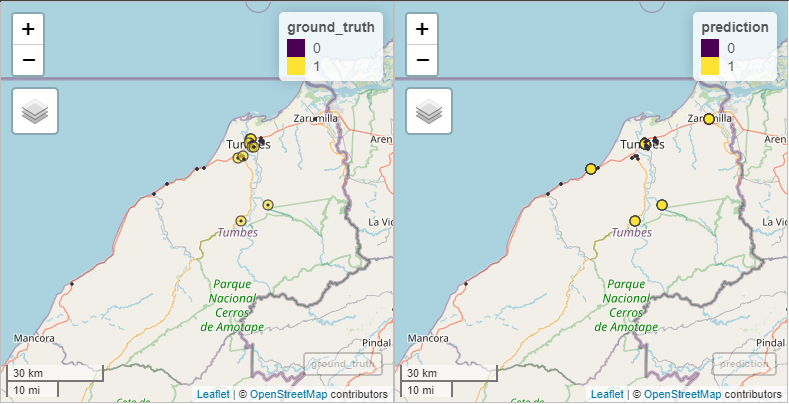 +
−
ground_truth
0
1
Zarumilla
Tumbes
Aren
La Vic
Tumbes
Parque
Nacional
Cerros
de Amotape
Mancora
Pindal
30 km
10 mi
ground_truth
Leaflet | © OpenStreetMap contributors
+
−
prediction
0
1
Zarumilla
Tumbes
Aren
La Vic
Tumbes
Parque
Nacional
Cerros
de Amotape
Mancora
Pindal
30 km
10 mi
prediction
Leaflet | © OpenStreetMap contributors